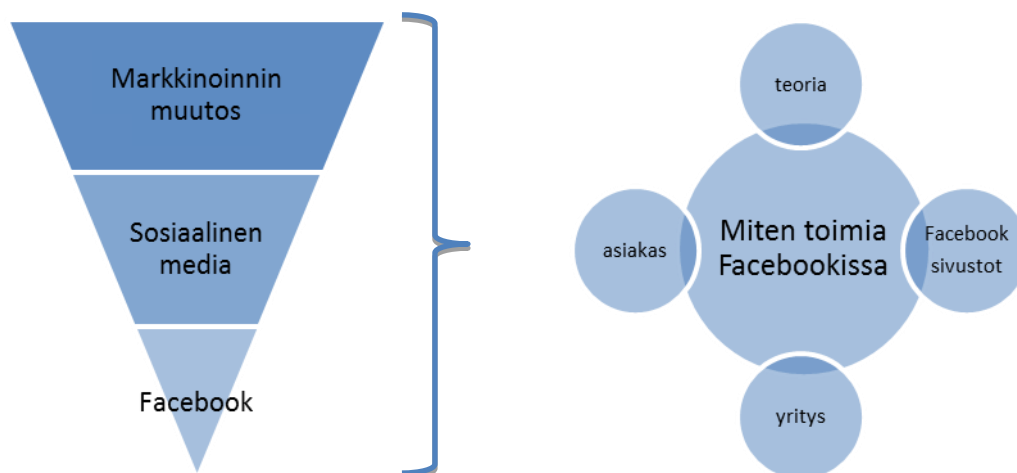 Markkinoinnin
muutos
Sosiaalinen
media
Facebook
teoria
asiakas
Miten toimia
Facebookissa
Facebook
sivustot
yritys